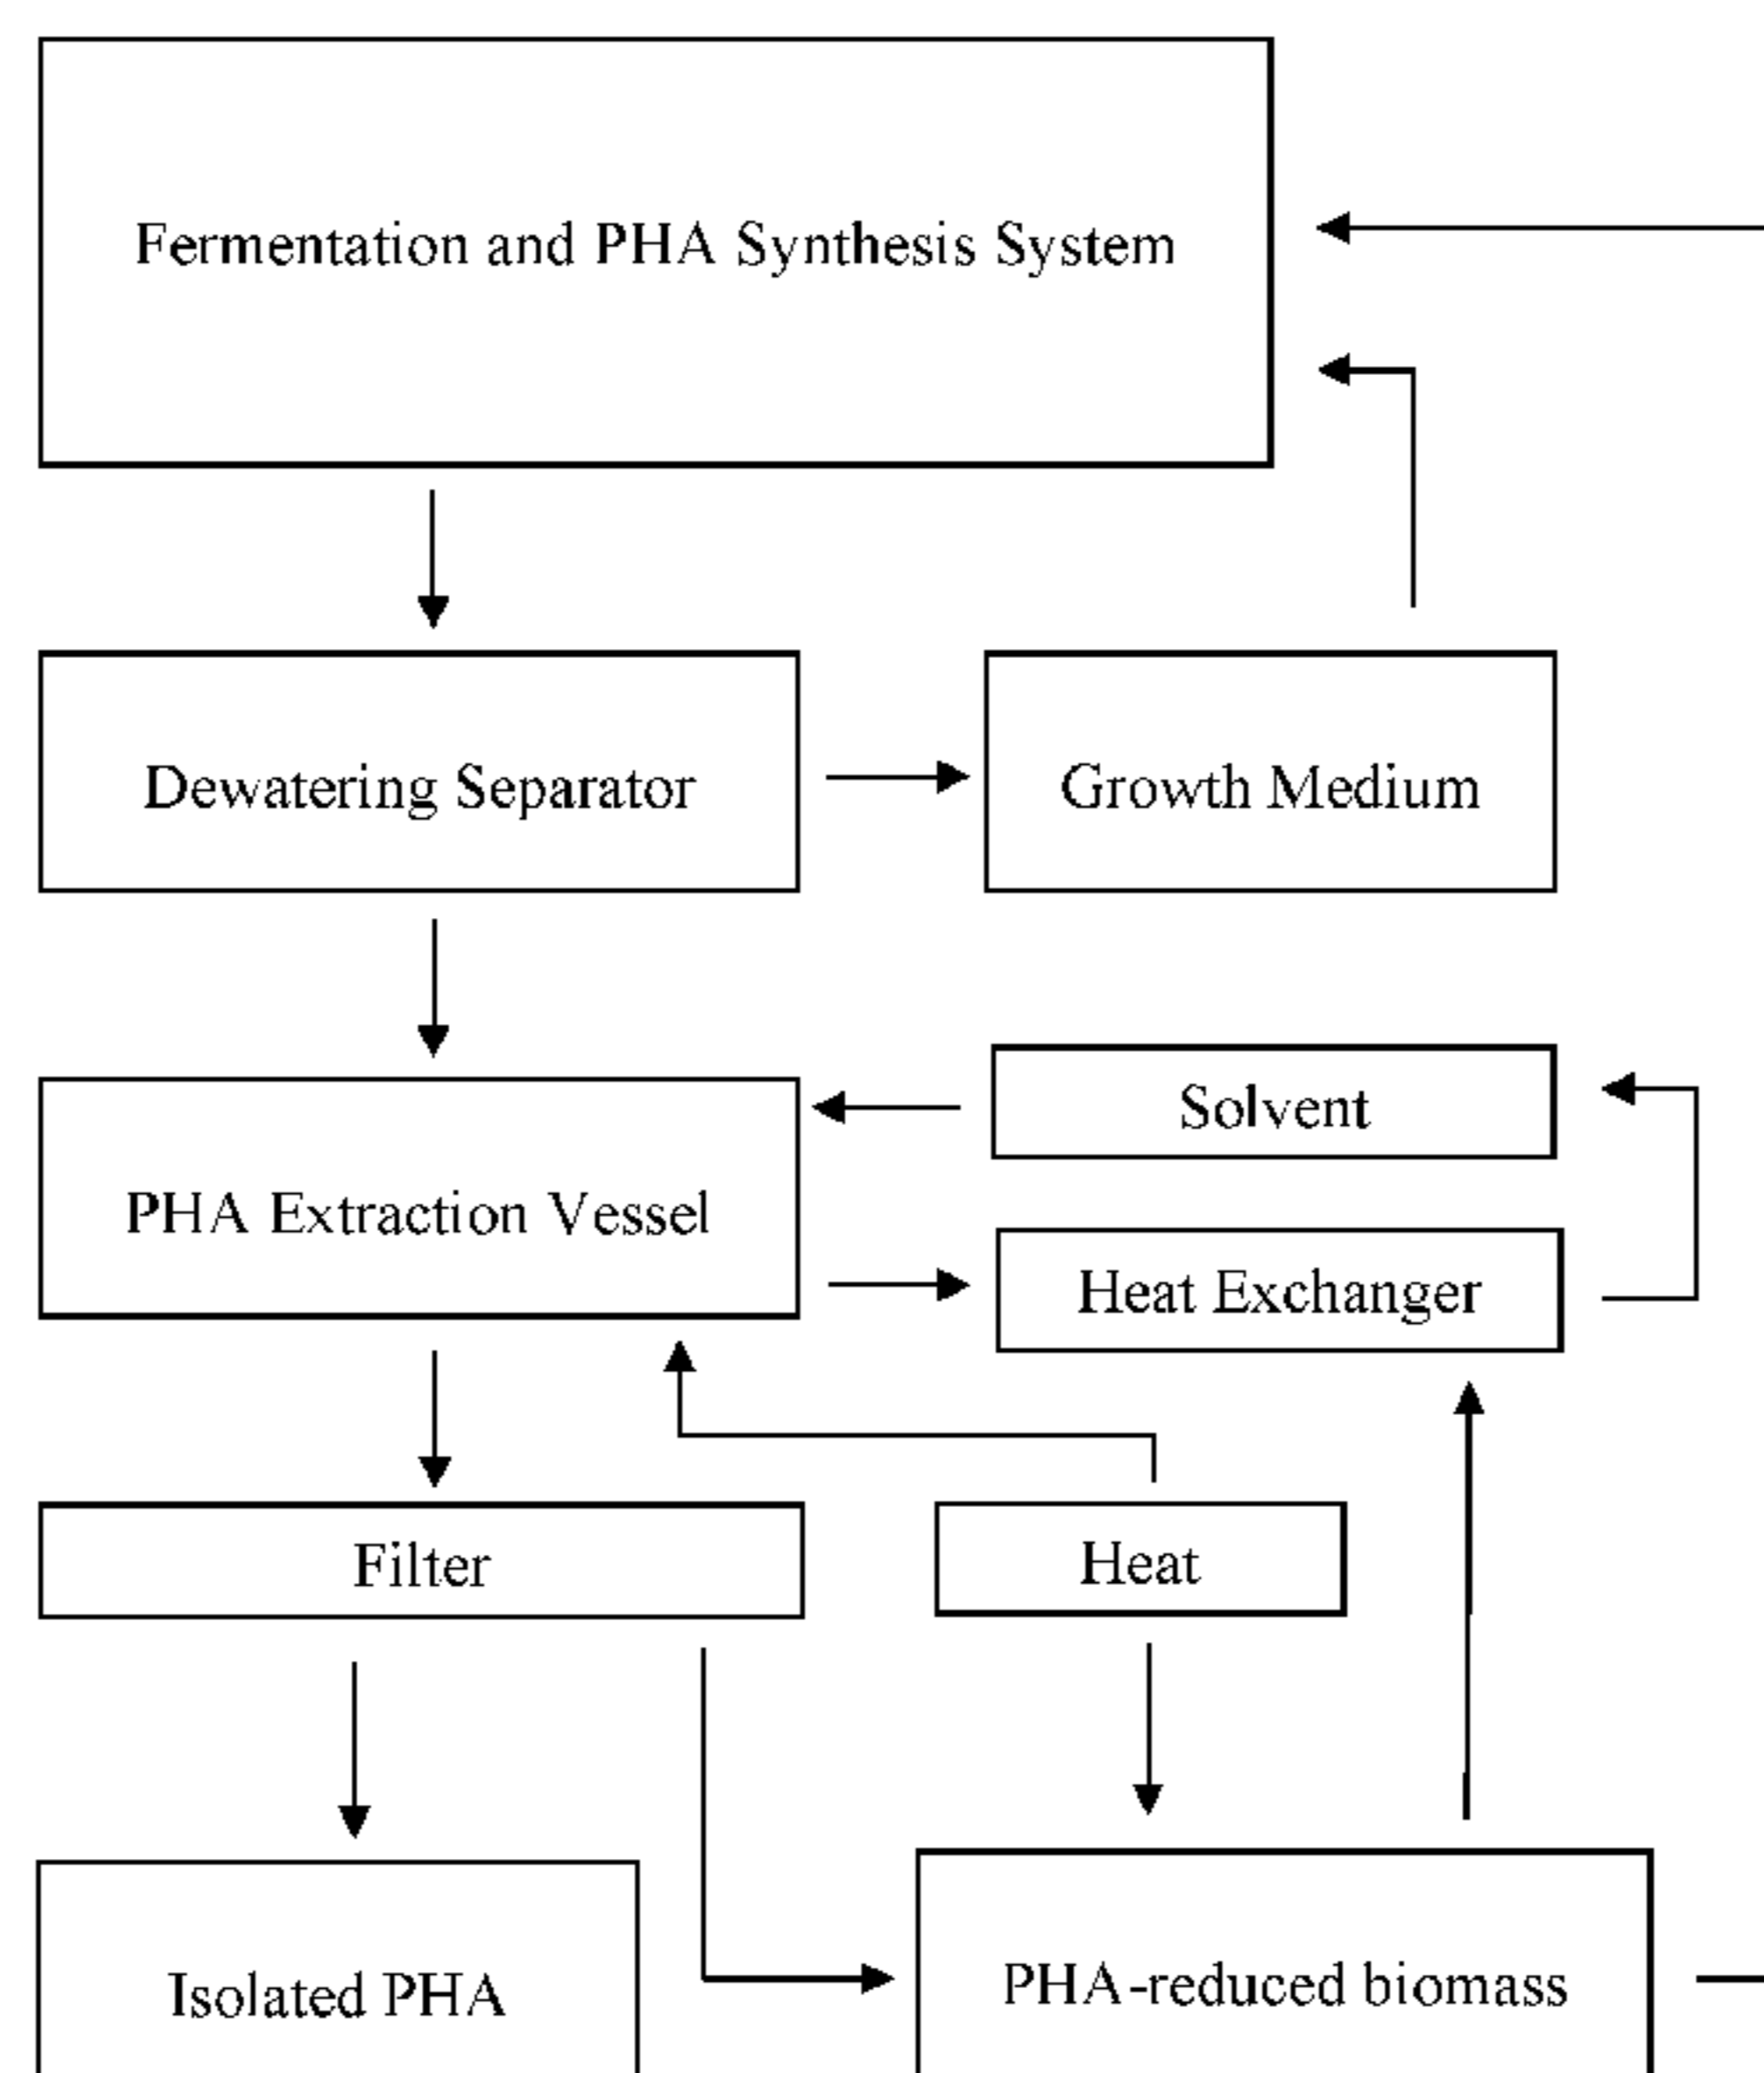 Fermentation and PHA Synthesis System
Dewatering Separator
Growth Medium
Solvent
PHA Extraction Vessel
Heat Exchanger
Filter
Heat
Isolated PHA
PHA-reduced biomass